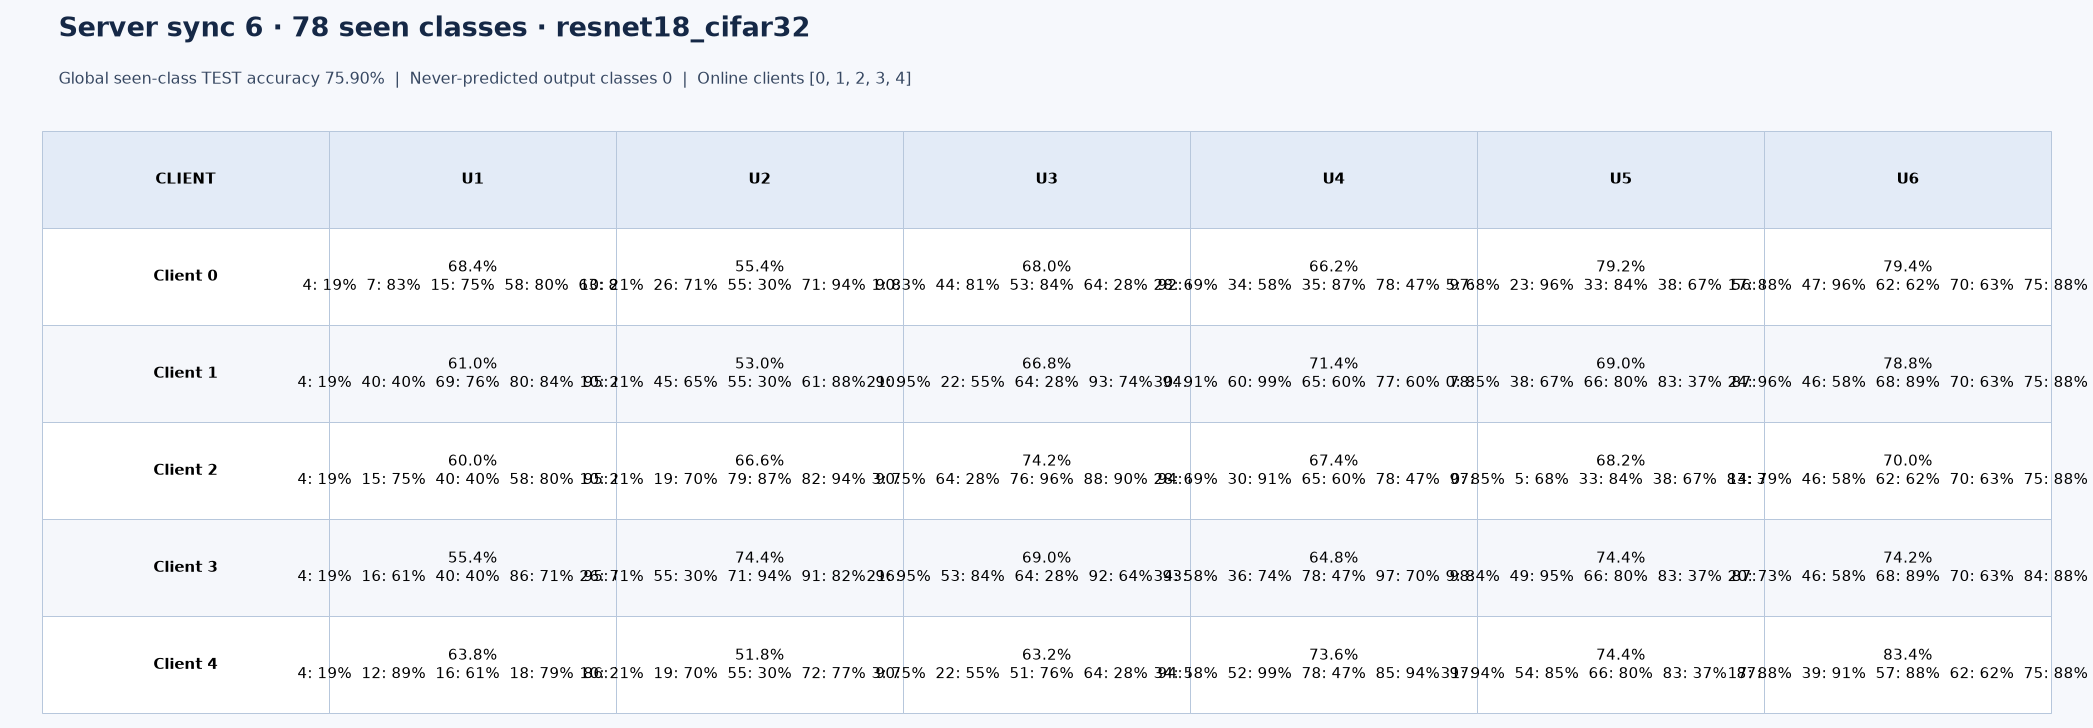 Server sync 6 · 78 seen classes · resnet18_cifar32
Global seen-class TEST accuracy 75.90% | Never-predicted output classes 0 | Online clients [0, 1, 2, 3, 4]
CLIENT U1 U2 U3 U4 U5 U6
Client 0
68.4% 55.4% 68.0% 66.2% 79.2% 79.4%
4: 19% 7: 83% 15: 75% 58: 80% 26: 71% 55: 30% 71: 94% 44: 81% 53: 84% 64: 28% 34: 58% 35: 87% 78: 47% 23: 96% 33: 84% 38: 67% 47: 96% 62: 62% 70: 63% 75: 88%
Client 1
61.0% 53.0% 66.8% 71.4% 69.0% 78.8%
4: 19% 40: 40% 69: 76% 80: 84% 45: 65% 55: 30% 61: 88% 22: 55% 64: 28% 93: 74% 60: 99% 65: 60% 77: 60% 38: 67% 66: 80% 83: 37% 46: 58% 68: 89% 70: 63% 75: 88%
Client 2
60.0% 66.6% 74.2% 67.4% 68.2% 70.0%
4: 19% 15: 75% 40: 40% 58: 80% 19: 70% 79: 87% 82: 94% 64: 28% 76: 96% 88: 90% 30: 91% 65: 60% 78: 47% 5: 68% 33: 84% 38: 67% 46: 58% 62: 62% 70: 63% 75: 88%
Client 3
55.4% 74.4% 69.0% 64.8% 74.4% 74.2%
4: 19% 16: 61% 40: 40% 86: 71% 55: 30% 71: 94% 91: 82% 53: 84% 64: 28% 92: 64% 36: 74% 78: 47% 97: 70% 49: 95% 66: 80% 83: 37% 46: 58% 68: 89% 70: 63% 84: 88%
Client 4
63.8% 51.8% 63.2% 73.6% 74.4% 83.4%
4: 19% 12: 89% 16: 61% 18: 79% 19: 70% 55: 30% 72: 77% 22: 55% 51: 76% 64: 28% 52: 99% 78: 47% 85: 94% 54: 85% 66: 80% 83: 37% 39: 91% 57: 88% 62: 62% 75: 88%